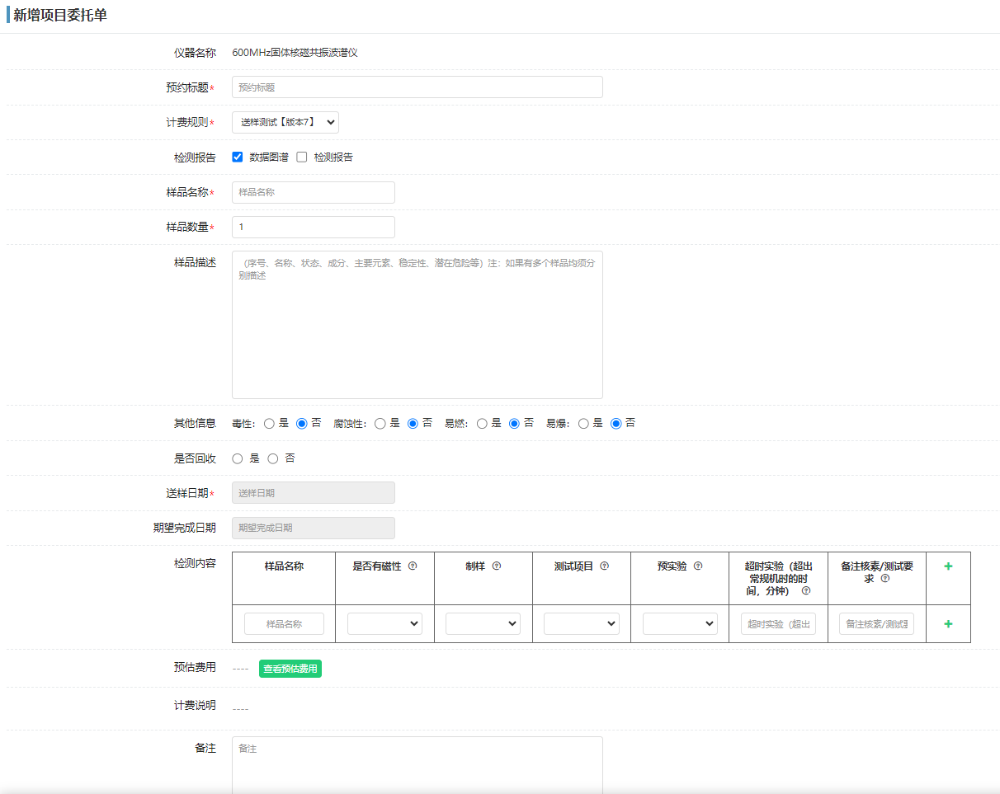 新增项目委托单
仪器名称 600MHz固体核磁共振波谱仪
预约标题* 预约标题
计费规则* 送样测试【版本7】
检测报告 数据图谱 检测报告
样品名称* 样品名称
样品数量* 1
样品描述 （序号、名称、状态、成分、主要元素、稳定性、潜在危险等）注：如果有多个样品均须分
别描述
其他信息 毒性: 是 否 腐蚀性: 是 否 易燃: 是 否 易爆: 是 否
是否回收 是 否
送样日期* 送样日期
期望完成日期 期望完成日期
检测内容 样品名称 是否有磁性 ? 制样 ? 测试项目 ? 预实验 ? 超时实验（超出 备注核素/测试要 +
常规机时的时 求 ?
间，分钟） ?
样品名称 超时实验（超出 备注核素/测试 +
预估费用 ---- 查看预估费用
计费说明 ----
备注 备注